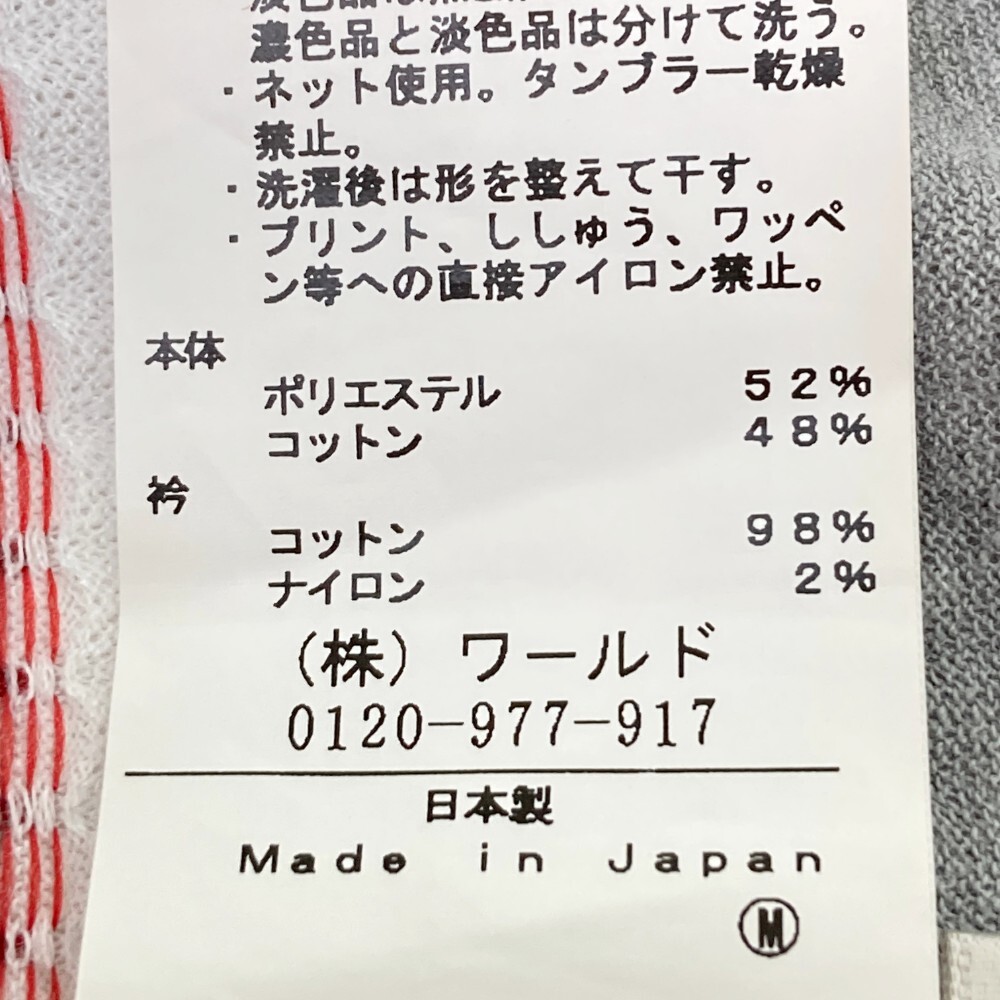 淡色品は無
濃色品と淡色品は分けて洗う。
・ネット使用。タンブラー乾燥
禁止。
・洗濯後は形を整えて干す。
・プリント、ししゅう、ワッペ
ン等への直接アイロン禁止。
本体
ポリエステル 52%
コットン 48%
衿
コットン 98%
ナイロン 2%
(株) ワールド
0120-977-917
日本製
Made in Japan
M